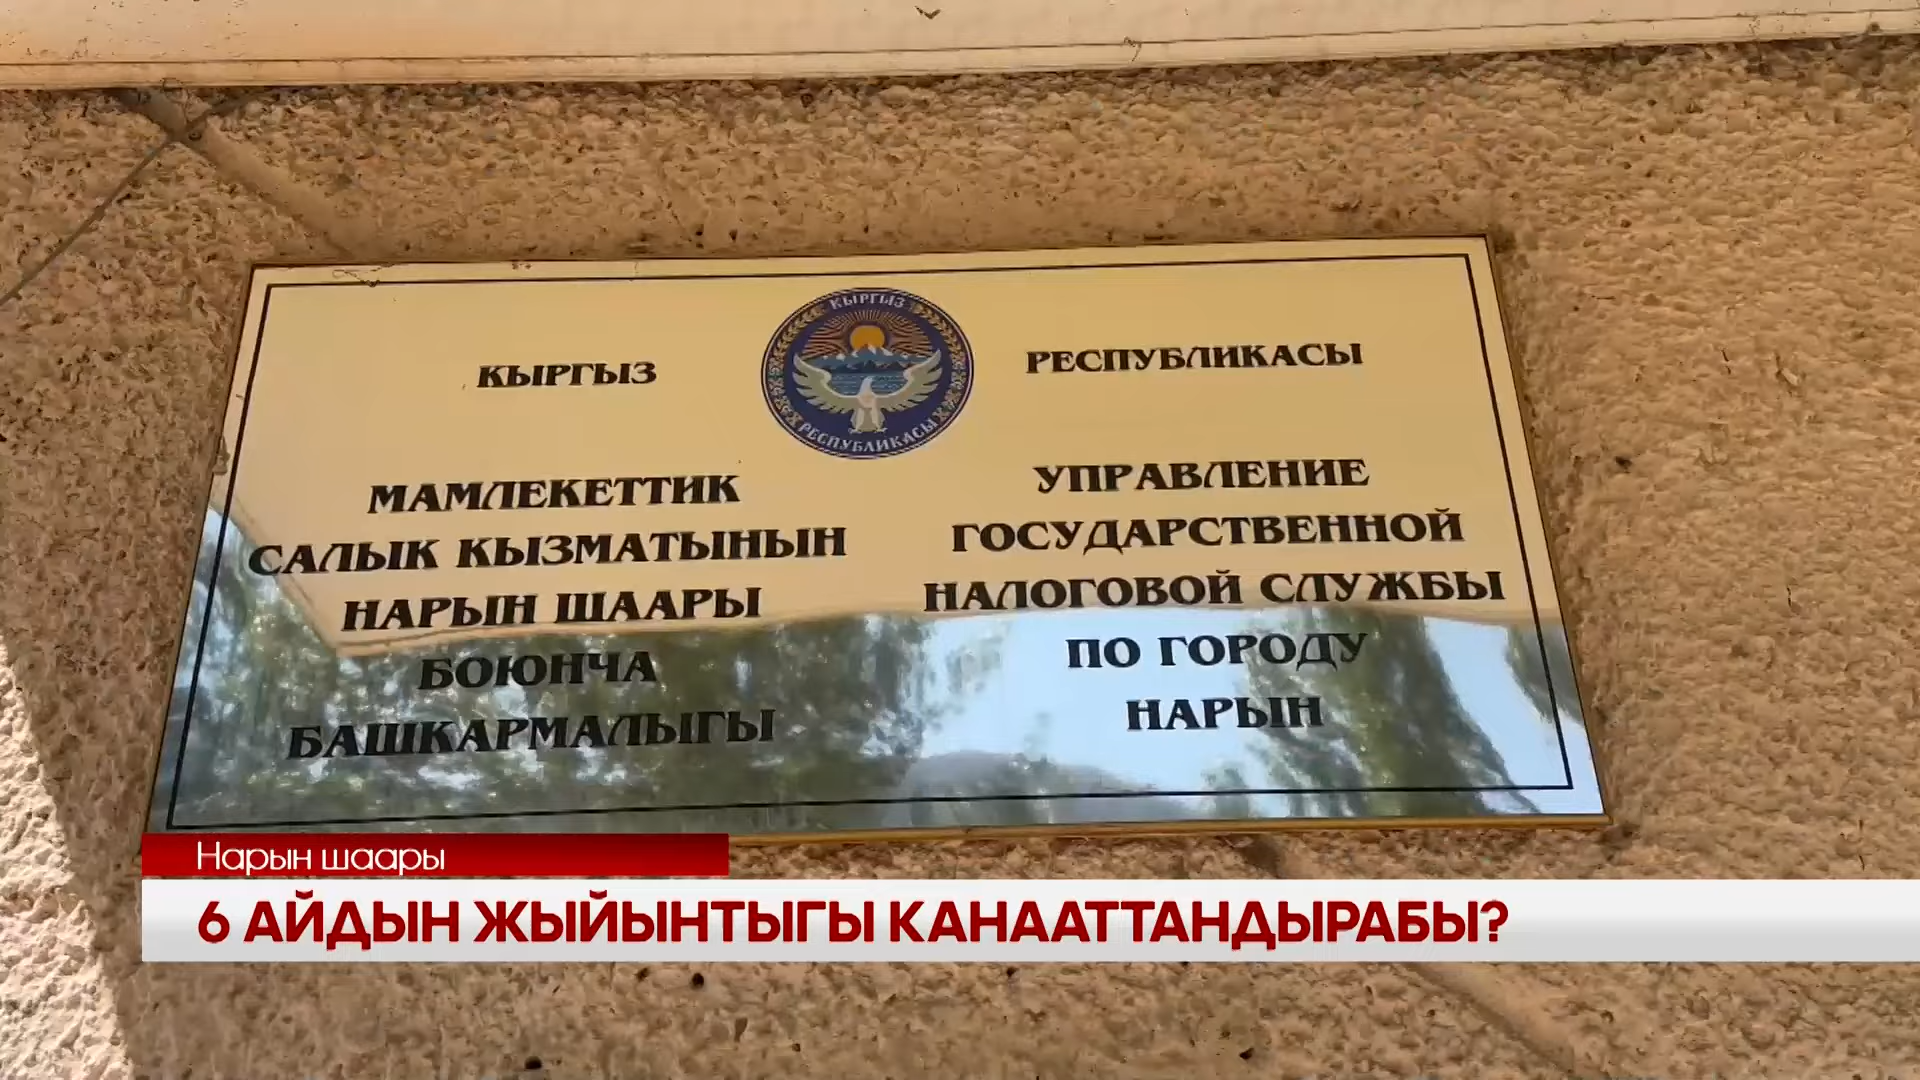 КЫРГЫЗ
РЕСПУБЛИКАСЫ
КЫРГЫЗ
РЕСПУБЛИКАСЫ
МАМЛЕКЕТТИК
САЛЫК КЫЗМАТЫНЫН
НАРЫН ШААРЫ
БОЮНЧА
БАШКАРМАЛЫГЫ
УПРАВЛЕНИЕ
ГОСУДАРСТВЕННОЙ
НАЛОГОВОЙ СЛУЖБЫ
ПО ГОРОДУ
НАРЫН
Нарын шаары
6 АЙДЫН ЖЫЙЫНТЫГЫ КАНААТТАНДЫРАБЫ?